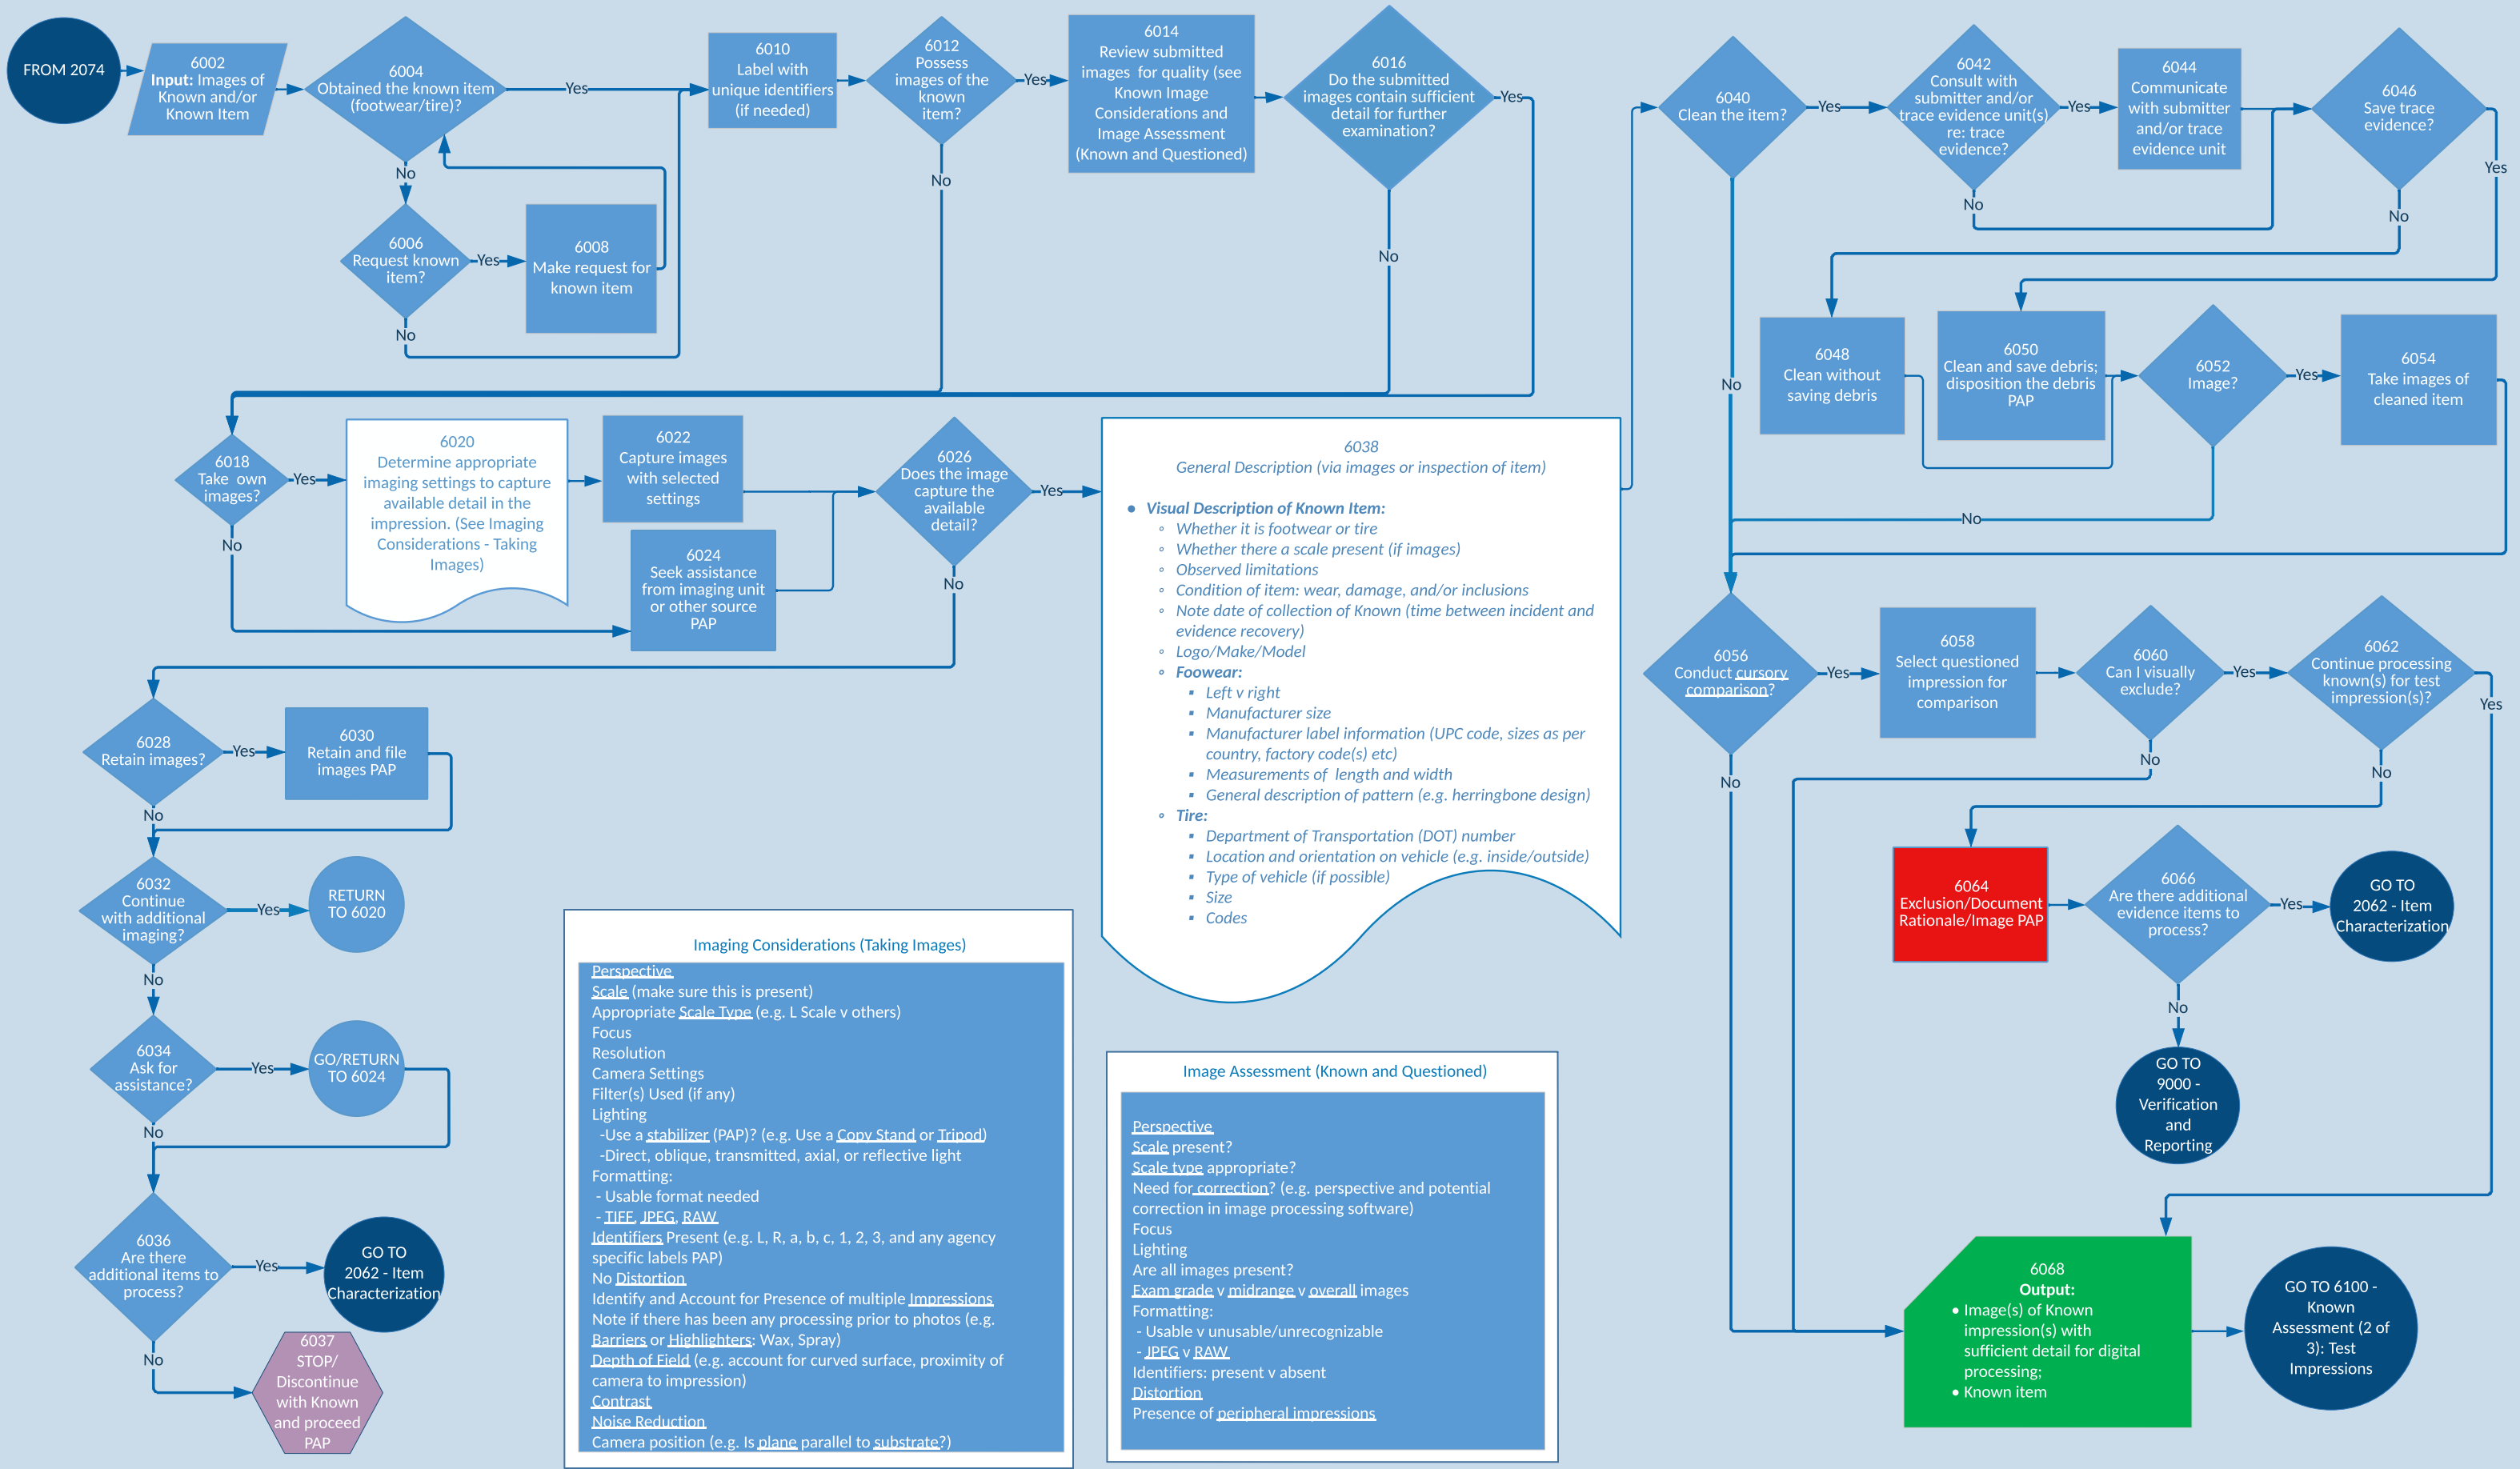 FROM 2074
6002
Input: Images of
Known and/or
Known Item
6004
Obtained the known item
(footwear/tire)?
Yes
No
6006
Request known
item?
Yes
No
6008
Make request for
known item
6010
Label with
unique identifiers
(if needed)
6012
Possess
images of the
known
item?
Yes
No
6014
Review submitted
images for quality (see
Known Image
Considerations and
Image Assessment
(Known and Questioned)
6016
Do the submitted
images contain sufficient
detail for further
examination?
Yes
No
6018
Take own
images?
Yes
No
6020
Determine appropriate
imaging settings to capture
available detail in the
impression. (See Imaging
Considerations - Taking
Images)
6022
Capture images
with selected
settings
6024
Seek assistance
from imaging unit
or other source
PAP
6026
Does the image
capture the
available
detail?
Yes
No
6028
Retain images?
Yes
No
6030
Retain and file
images PAP
6032
Continue
with additional
imaging?
Yes
No
RETURN
TO 6020
6034
Ask for
assistance?
Yes
No
GO/RETURN
TO 6024
6036
Are there
additional items to
process?
Yes
No
GO TO
2062 - Item
Characterization
6037
STOP/
Discontinue
with Known
and proceed
PAP
Imaging Considerations (Taking Images)
Perspective
Scale (make sure this is present)
Appropriate Scale Type (e.g. L Scale v others)
Focus
Resolution
Camera Settings
Filter(s) Used (if any)
Lighting
-Use a stabilizer (PAP)? (e.g. Use a Copy Stand or Tripod)
-Direct, oblique, transmitted, axial, or reflective light
Formatting:
- Usable format needed
- TIFF, JPEG, RAW
Identifiers Present (e.g. L, R, a, b, c, 1, 2, 3, and any agency
specific labels PAP)
No Distortion
Identify and Account for Presence of multiple Impressions
Note if there has been any processing prior to photos (e.g.
Barriers or Highlighters: Wax, Spray)
Depth of Field (e.g. account for curved surface, proximity of
camera to impression)
Contrast
Noise Reduction
Camera position (e.g. Is plane parallel to substrate?)
6038
General Description (via images or inspection of item)
● Visual Description of Known Item:
◦ Whether it is footwear or tire
◦ Whether there a scale present (if images)
◦ Observed limitations
◦ Condition of item: wear, damage, and/or inclusions
◦ Note date of collection of Known (time between incident and
evidence recovery)
◦ Logo/Make/Model
◦ Foowear:
▪ Left v right
▪ Manufacturer size
▪ Manufacturer label information (UPC code, sizes as per
country, factory code(s) etc)
▪ Measurements of length and width
▪ General description of pattern (e.g. herringbone design)
◦ Tire:
▪ Department of Transportation (DOT) number
▪ Location and orientation on vehicle (e.g. inside/outside)
▪ Type of vehicle (if possible)
▪ Size
▪ Codes
Image Assessment (Known and Questioned)
Perspective
Scale present?
Scale type appropriate?
Need for correction? (e.g. perspective and potential
correction in image processing software)
Focus
Lighting
Are all images present?
Exam grade v midrange v overall images
Formatting:
- Usable v unusable/unrecognizable
- JPEG v RAW
Identifiers: present v absent
Distortion
Presence of peripheral impressions
6040
Clean the item?
Yes
No
6042
Consult with
submitter and/or
trace evidence unit(s)
re: trace
evidence?
Yes
No
6044
Communicate
with submitter
and/or trace
evidence unit
6046
Save trace
evidence?
Yes
No
6048
Clean without
saving debris
6050
Clean and save debris;
disposition the debris
PAP
6052
Image?
Yes
No
6054
Take images of
cleaned item
6056
Conduct cursory
comparison?
Yes
No
6058
Select questioned
impression for
comparison
6060
Can I visually
exclude?
Yes
No
6062
Continue processing
known(s) for test
impression(s)?
Yes
No
6064
Exclusion/Document
Rationale/Image PAP
6066
Are there additional
evidence items to
process?
Yes
No
GO TO
2062 - Item
Characterization
GO TO
9000 -
Verification
and
Reporting
6068
Output:
● Image(s) of Known
impression(s) with
sufficient detail for digital
processing;
● Known item
GO TO 6100 -
Known
Assessment (2 of
3): Test
Impressions